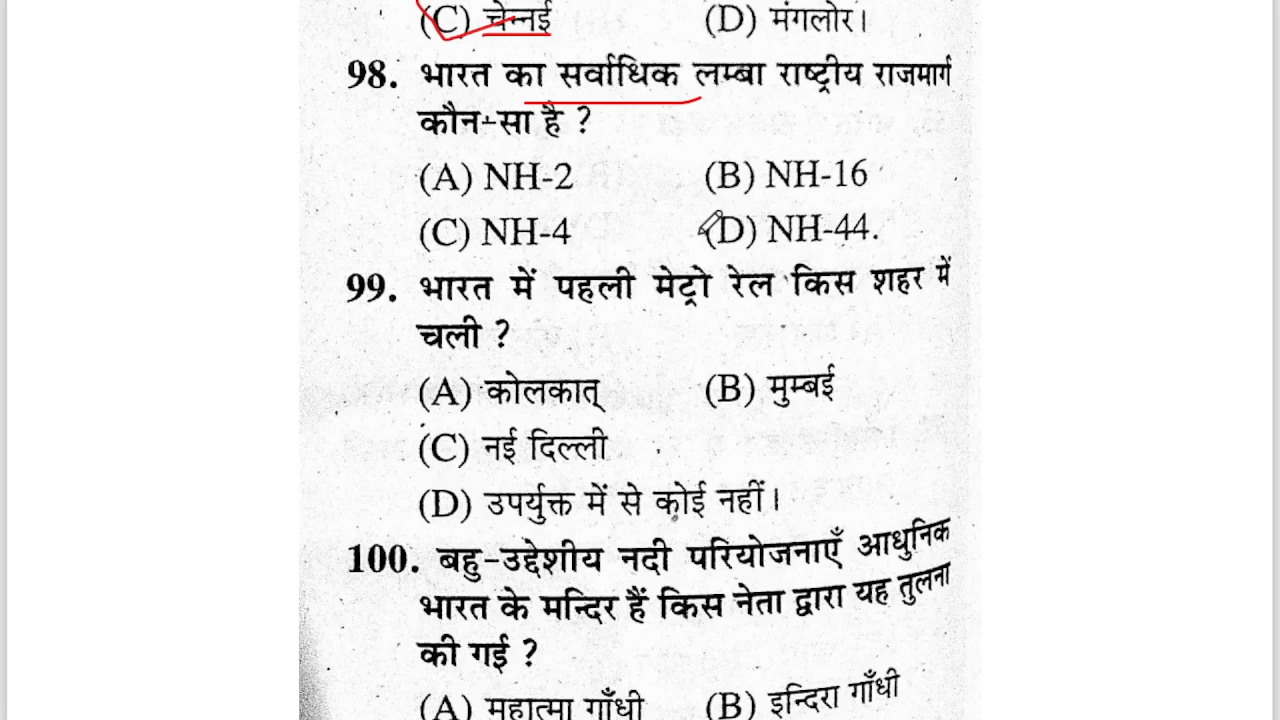 (C) चेन्नई (D) मंगलोर।
98. भारत का सर्वाधिक लम्बा राष्ट्रीय राजमार्ग
कौन-सा है ?
(A) NH-2 (B) NH-16
(C) NH-4 (D) NH-44.
99. भारत में पहली मेट्रो रेल किस शहर में
चली ?
(A) कोलकात् (B) मुम्बई
(C) नई दिल्ली
(D) उपर्युक्त में से कोई नहीं।
100. बहु-उद्देशीय नदी परियोजनाएँ आधुनिक
भारत के मन्दिर हैं किस नेता द्वारा यह तुलना
की गई ?
(A) महात्मा गाँधी (B) इन्दिरा गाँधी